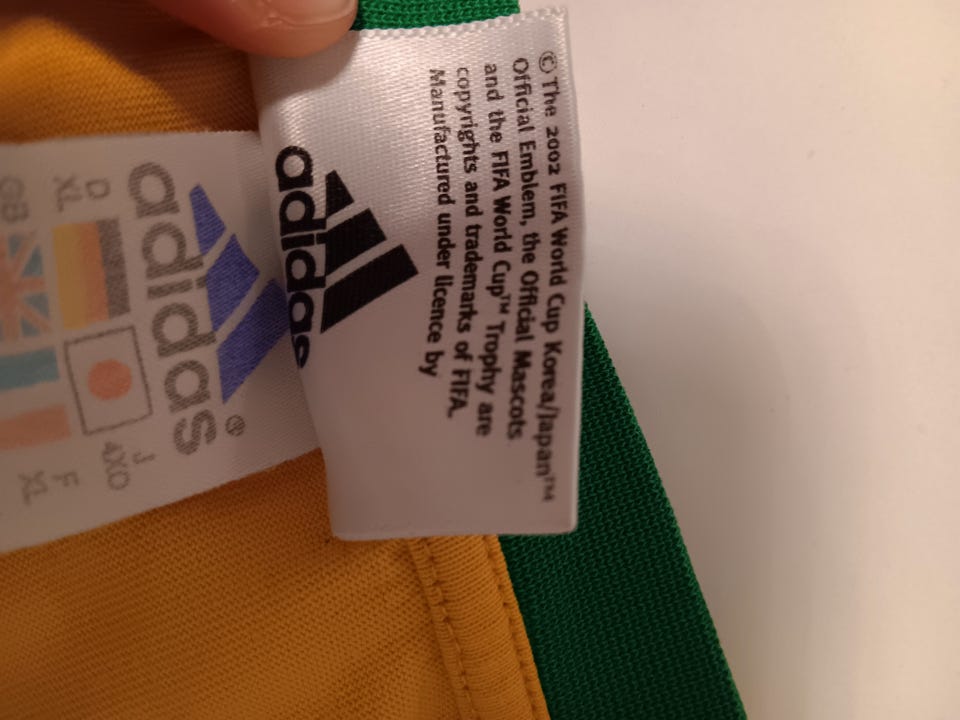 © The 2002 FIFA World Cup Korea/Japan™
Official Emblem, the Official Mascots
and the FIFA World Cup™ Trophy are
copyrights and trademarks of FIFA.
Manufactured under licence by
adidas
adidas®
D
XL
J
4XO
GB
F
XL